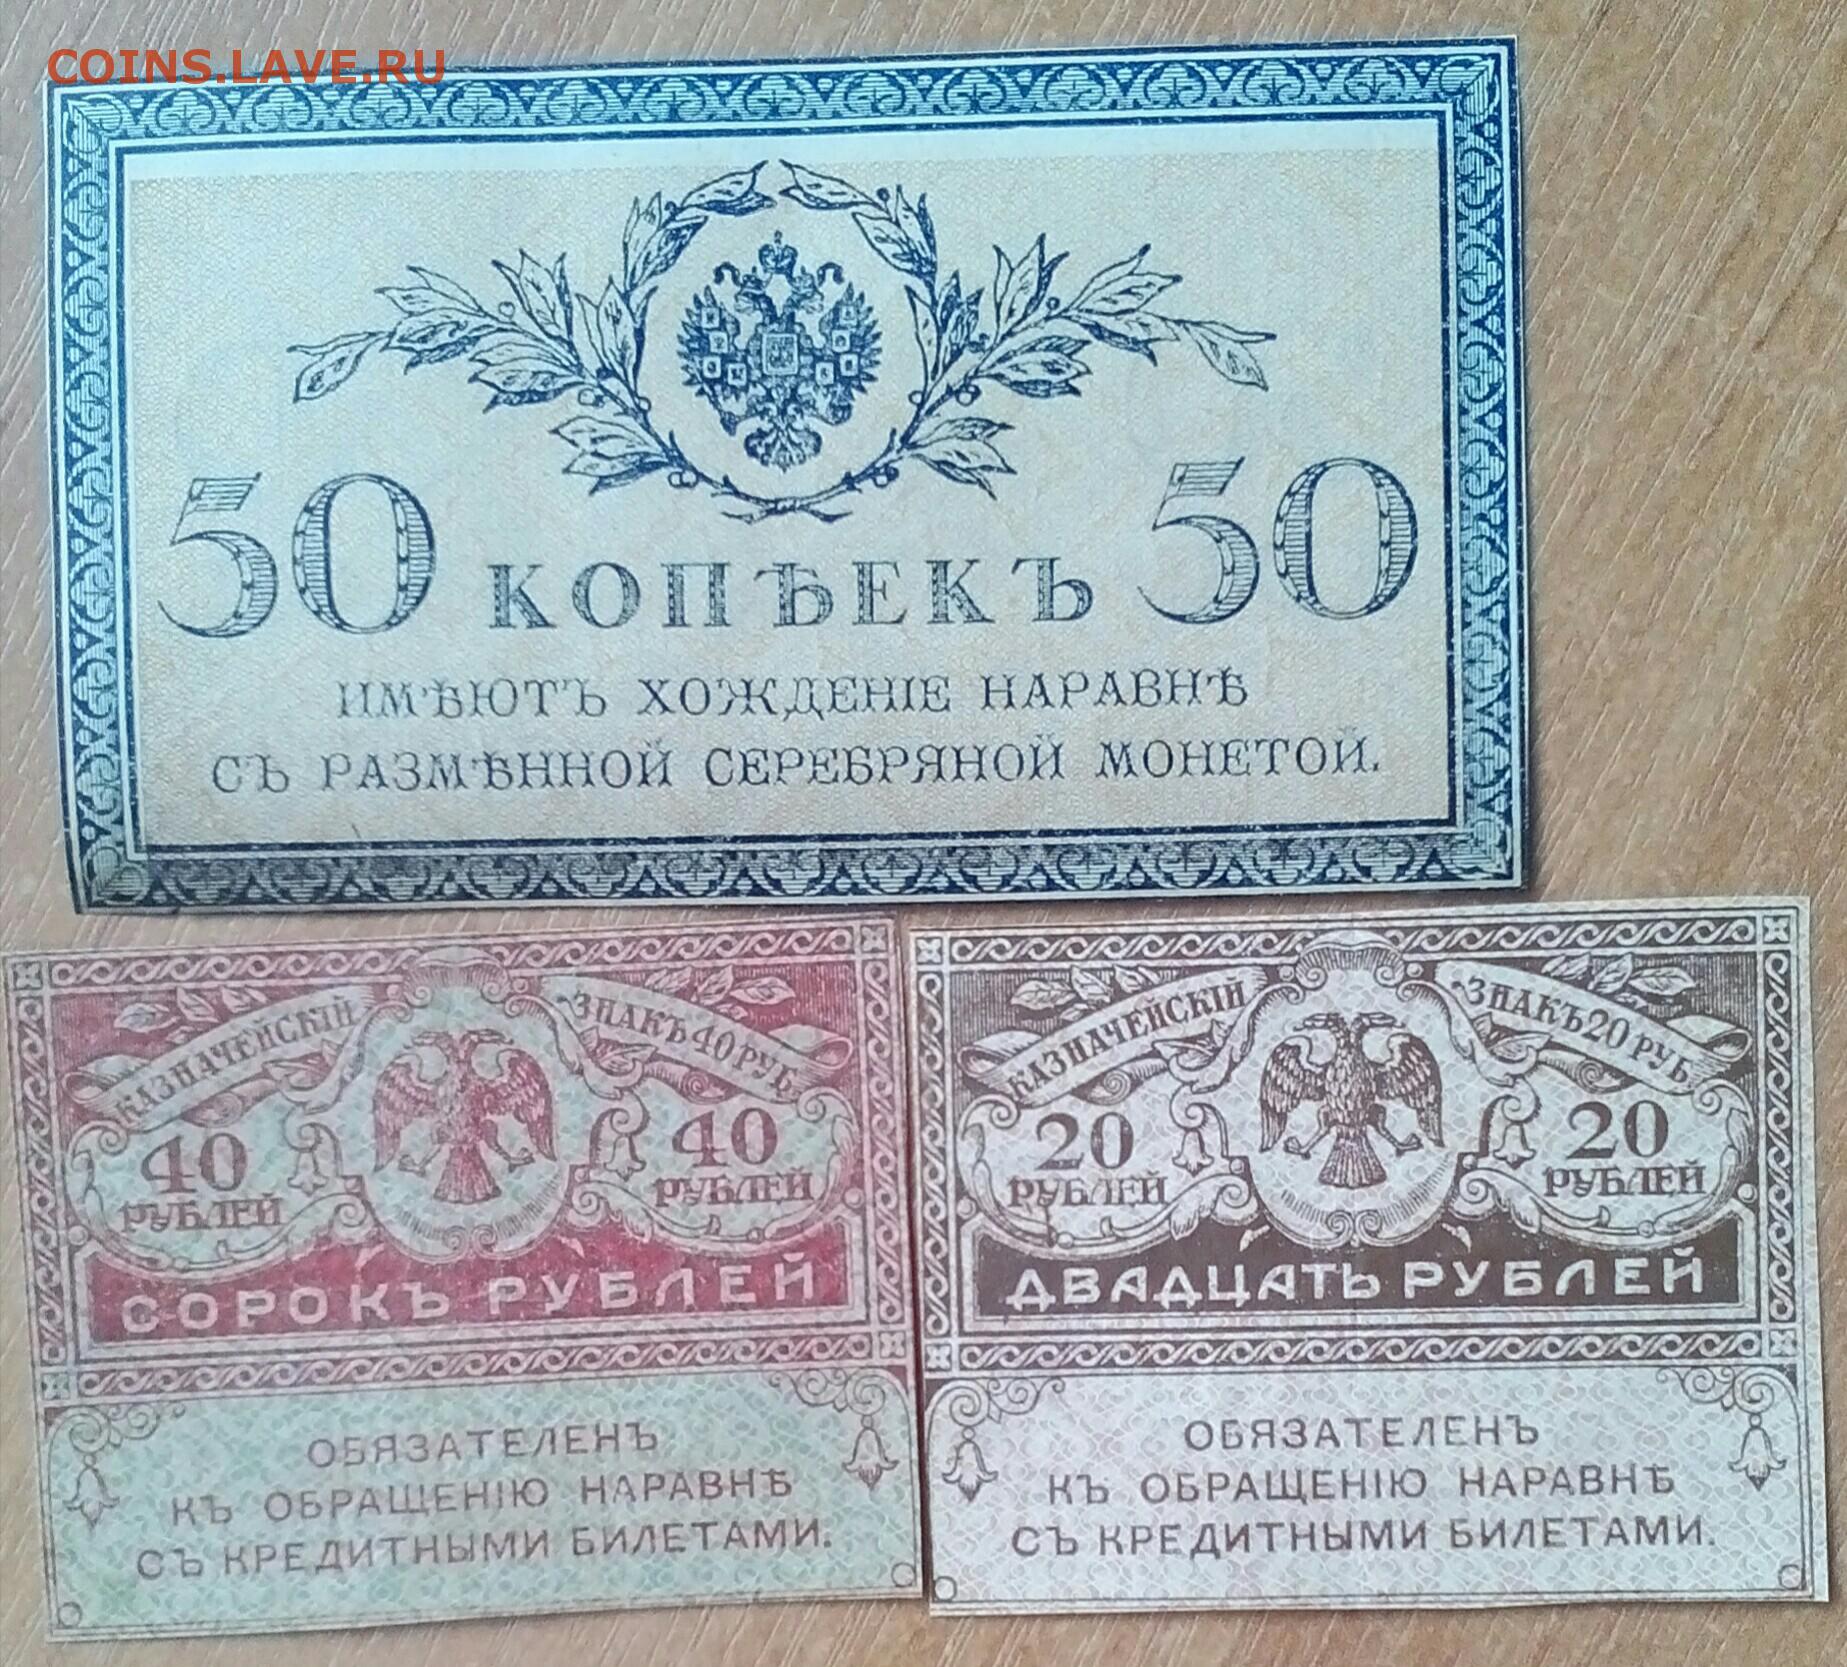 COINS.LAVE.RU
50 КОПѢЕКЪ 50
ИМѢЮТЪ ХОЖДЕНІЕ НАРАВНѢ
СЪ РАЗМѢННОЙ СЕРЕБРЯНОЙ МОНЕТОЙ.
КАЗНАЧЕЙСКІЙ ЗНАКЪ 40 РУБ.
40 РУБЛЕЙ
40 РУБЛЕЙ
СОРОКЪ РУБЛЕЙ
ОБЯЗАТЕЛЕНЪ
КЪ ОБРАЩЕНІЮ НАРАВНѢ
СЪ КРЕДИТНЫМИ БИЛЕТАМИ.
КАЗНАЧЕЙСКІЙ ЗНАКЪ 20 РУБ.
20 РУБЛЕЙ
20 РУБЛЕЙ
ДВАДЦАТЬ РУБЛЕЙ
ОБЯЗАТЕЛЕНЪ
КЪ ОБРАЩЕНІЮ НАРАВНѢ
СЪ КРЕДИТНЫМИ БИЛЕТАМИ.